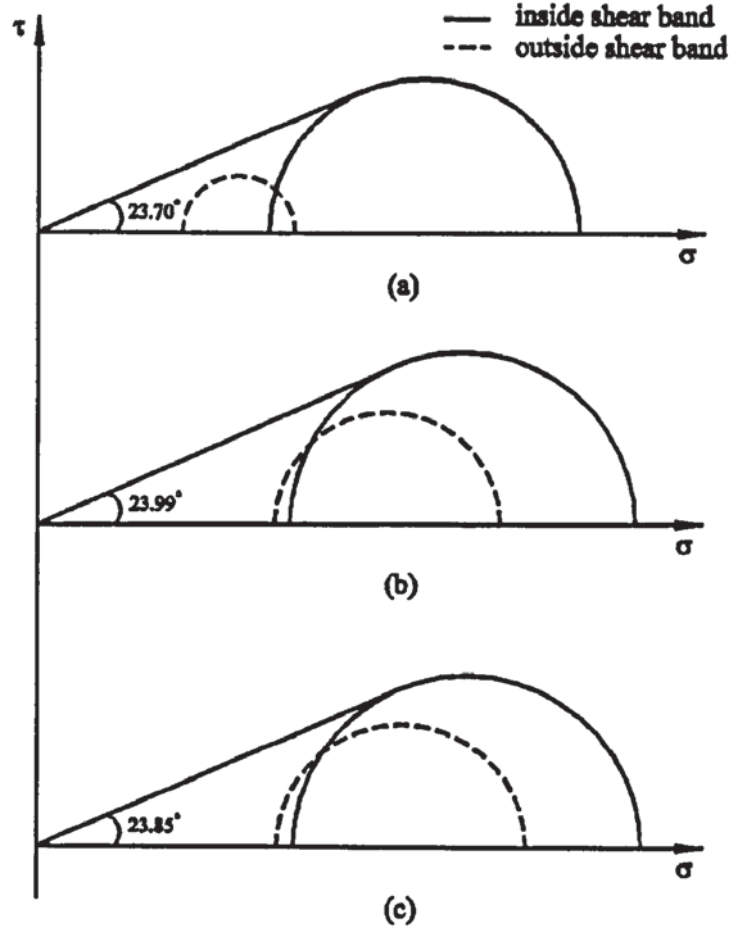 inside shear band
outside shear band
τ
23.70°
σ
(a)
23.99°
σ
(b)
23.85°
σ
(c)